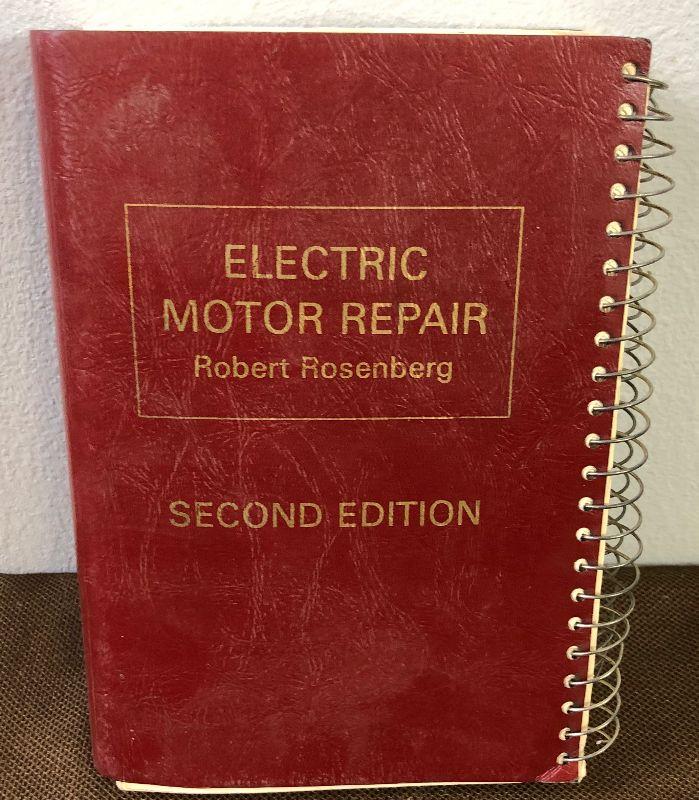 ELECTRIC
MOTOR REPAIR
Robert Rosenberg
SECOND EDITION